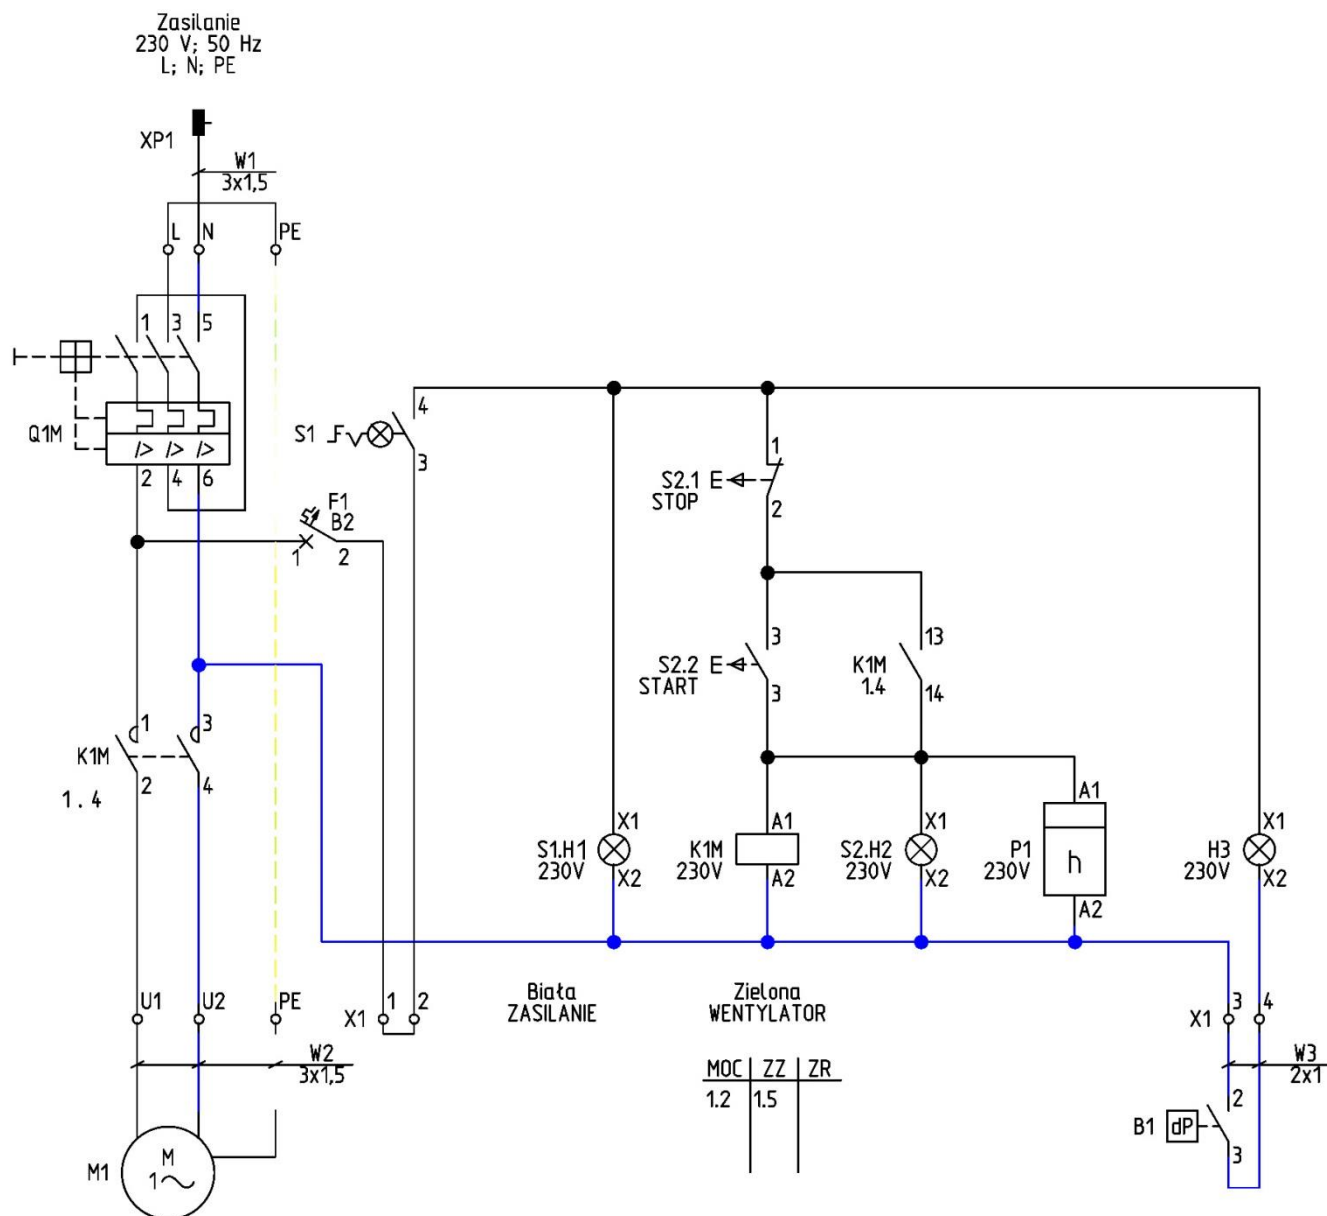 Zasilanie
230 V; 50 Hz
L; N; PE
XP1
W1
3x1,5
L
N
PE
1
3
5
Q1M
I>
I>
I>
2
4
6
F1
B2
1
2
S1
4
3
1
S2.1
STOP
2
3
S2.2
START
3
13
K1M
1.4
14
1
3
K1M
2
4
1.4
X1
S1.H1
230V
X2
A1
K1M
230V
A2
X1
S2.H2
230V
X2
A1
P1
230V
h
A2
X1
H3
230V
X2
U1
U2
PE
X1
1
2
Biała
ZASILANIE
Zielona
WENTYLATOR
X1
3
4
W2
3x1,5
W3
2x1
MOC ZZ ZR
1.2 1.5
2
B1
dP
3
M1
M
1~